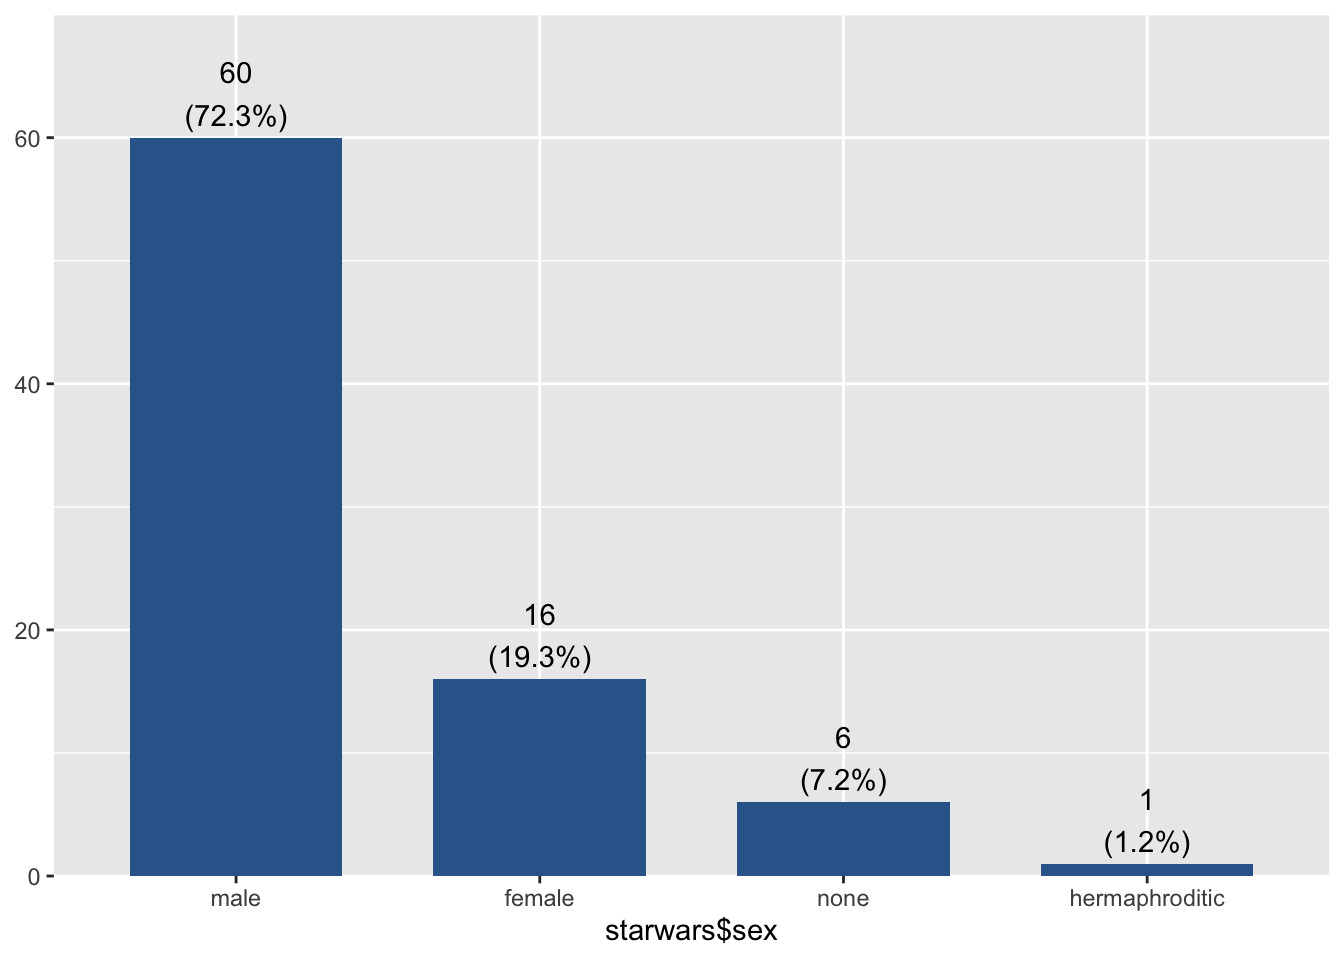 60
(72.3%)
60
40
16
20
(19.3%)
6
(7.2%)
1
(1.2%)
0
male
female
none
hermaphroditic
starwars$sex